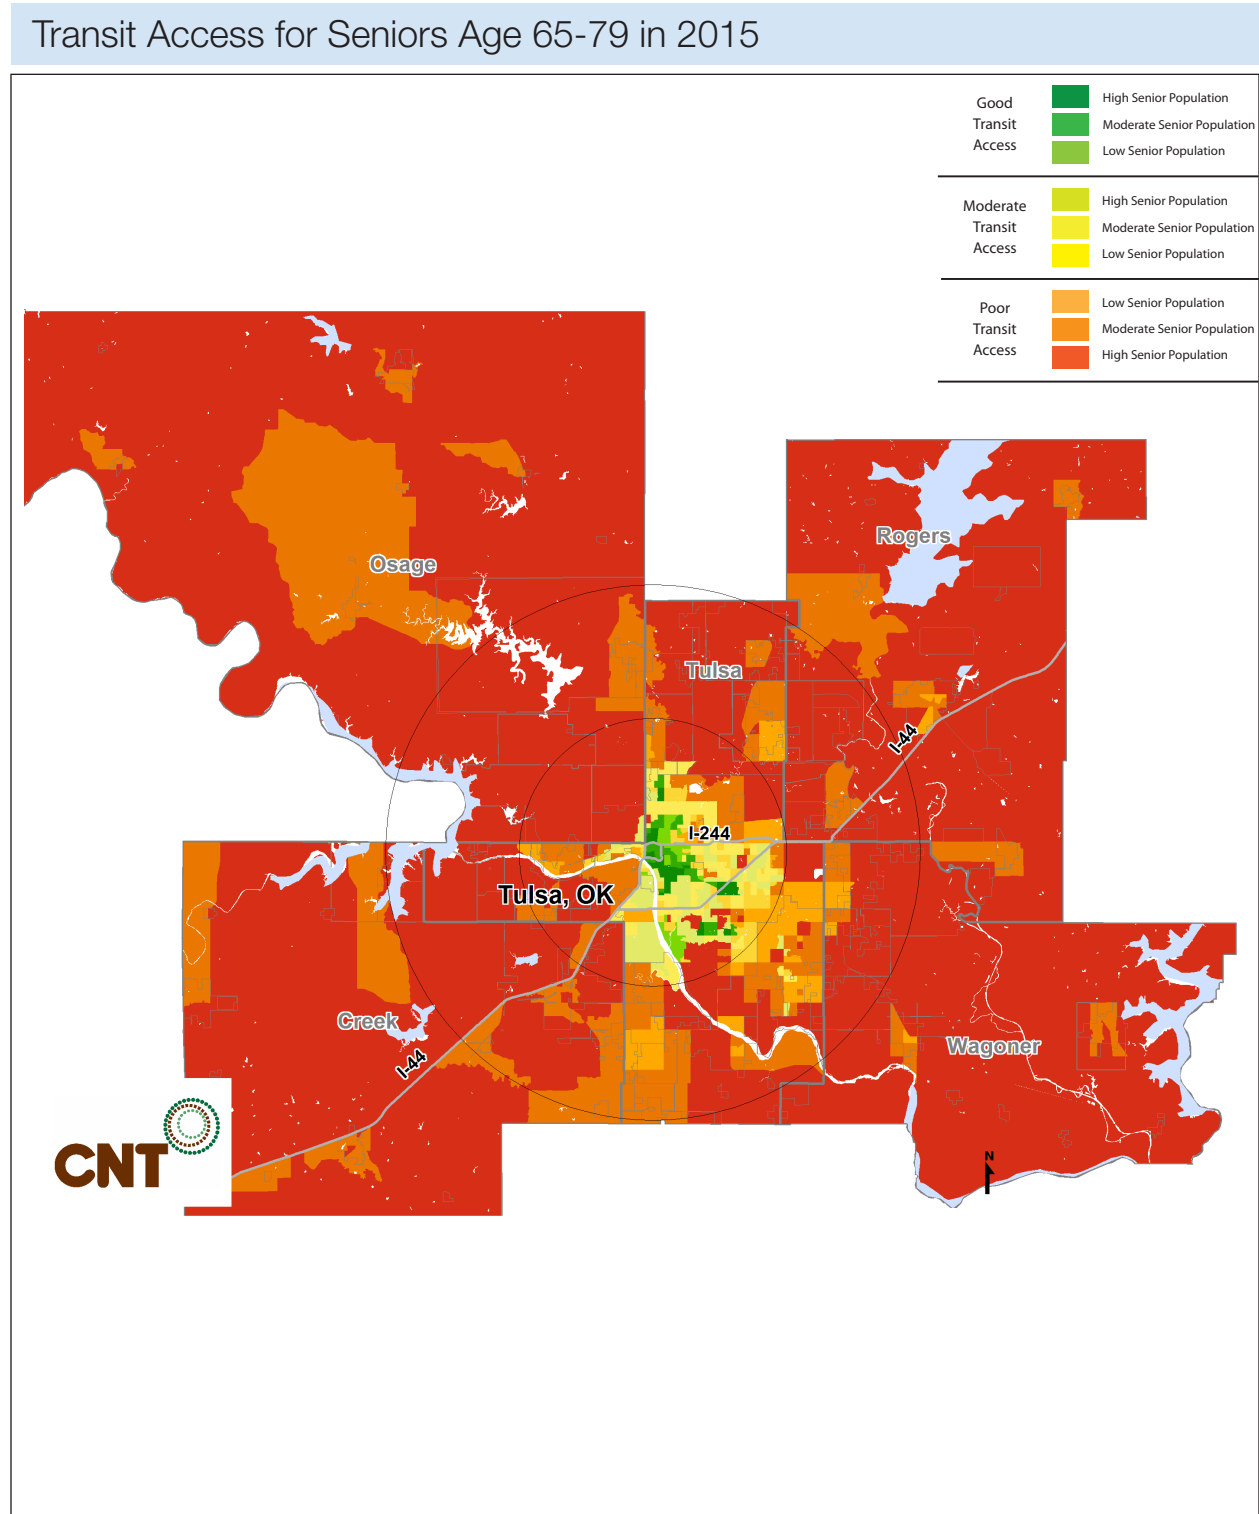 Transit Access for Seniors Age 65-79 in 2015
Good
Transit
Access
High Senior Population
Moderate Senior Population
Low Senior Population
Moderate
Transit
Access
High Senior Population
Moderate Senior Population
Low Senior Population
Poor
Transit
Access
Low Senior Population
Moderate Senior Population
High Senior Population
Rogers
Osage
Tulsa
I-44
I-244
Tulsa, OK
Creek
Wagoner
I-44
CNT
N